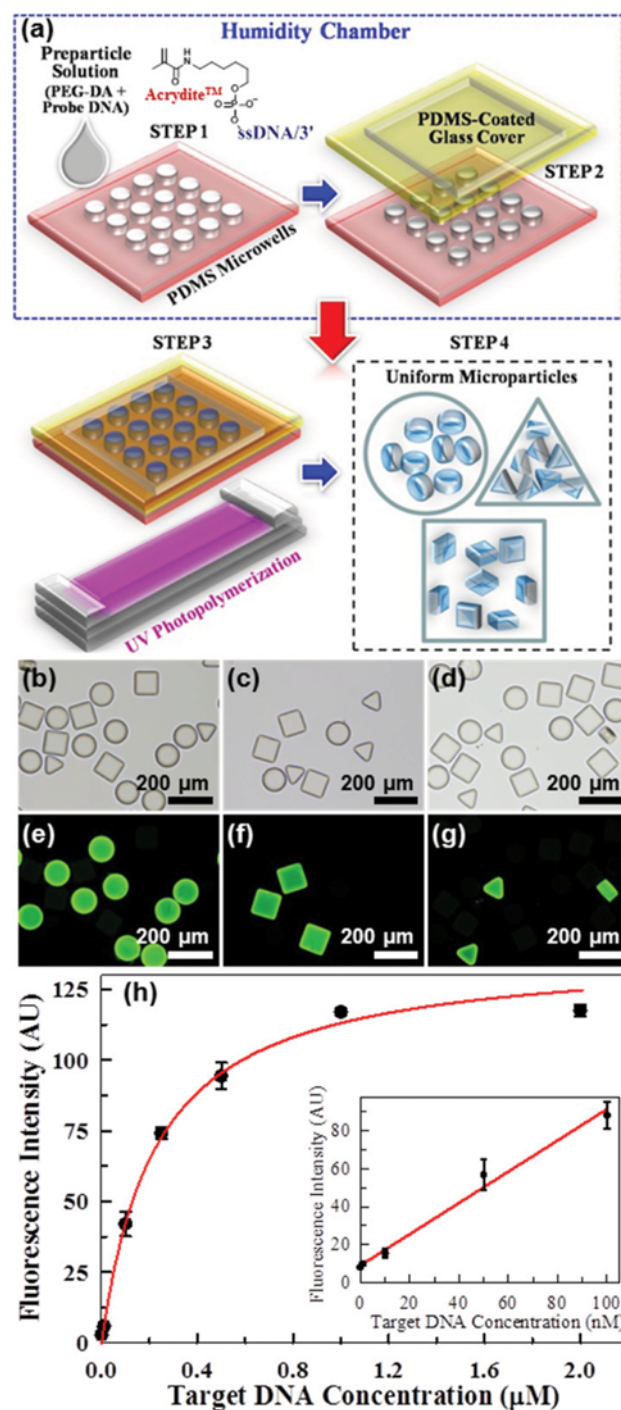 (a)
Humidity Chamber
Preparticle
Solution
(PEG-DA +
Probe DNA)
H
N
O
O
O
P
O⁻
O
Acrydite™
ssDNA/3'
STEP 1
PDMS Microwells
PDMS-Coated
Glass Cover
STEP 2
STEP 3
UV Photopolymerization
STEP 4
Uniform Microparticles
(b)
200 μm
(c)
200 μm
(d)
200 μm
(e)
200 μm
(f)
200 μm
(g)
200 μm
(h)
Fluorescence Intensity (AU)
125
100
75
50
25
0
0.0 0.4 0.8 1.2 1.6 2.0
Target DNA Concentration (μM)
Fluorescence Intensity (AU)
80
60
40
20
0
0 20 40 60 80 100
Target DNA Concentration (nM)